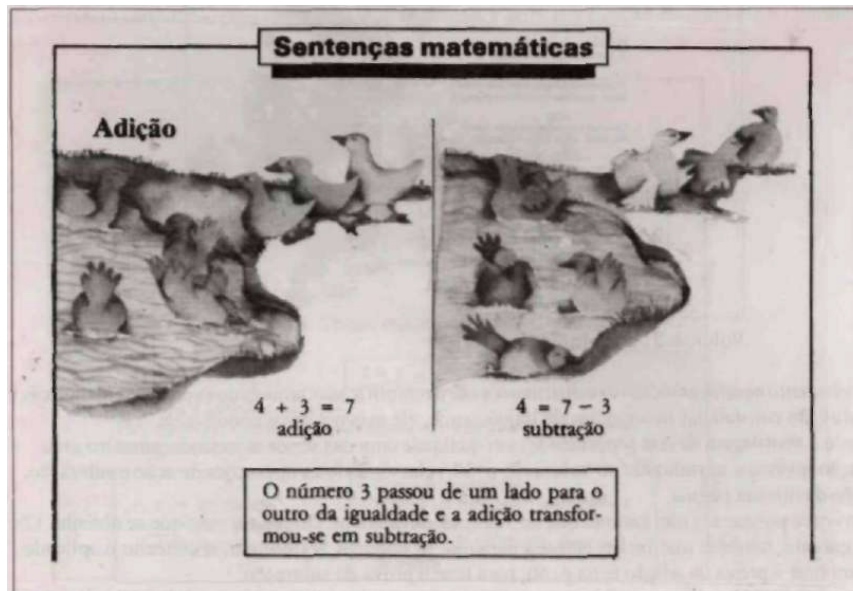 Sentenças matemáticas
Adição
4 + 3 = 7
adição
4 = 7 − 3
subtração
O número 3 passou de um lado para o
outro da igualdade e a adição transfor-
mou-se em subtração.